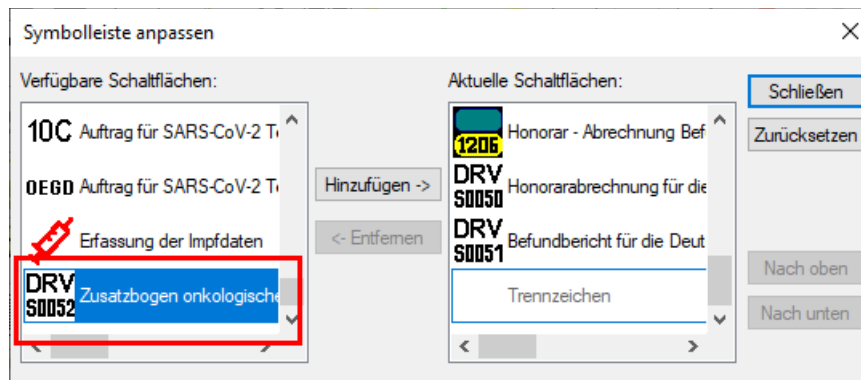 Symbolleiste anpassen
Verfügbare Schaltflächen:
10C Auftrag für SARS-CoV-2
OEGD Auftrag für SARS-CoV-2
Erfassung der Impfdaten
DRV
S0052 Zusatzbogen onkologische
Hinzufügen ->
<- Entfernen
Aktuelle Schaltflächen:
1206 Honorar - Abrechnung Bef
DRV
S0050 Honorarabrechnung für die
DRV
S0051 Befundbericht für die Deut
Trennzeichen
Schließen
Zurücksetzen
Nach oben
Nach unten